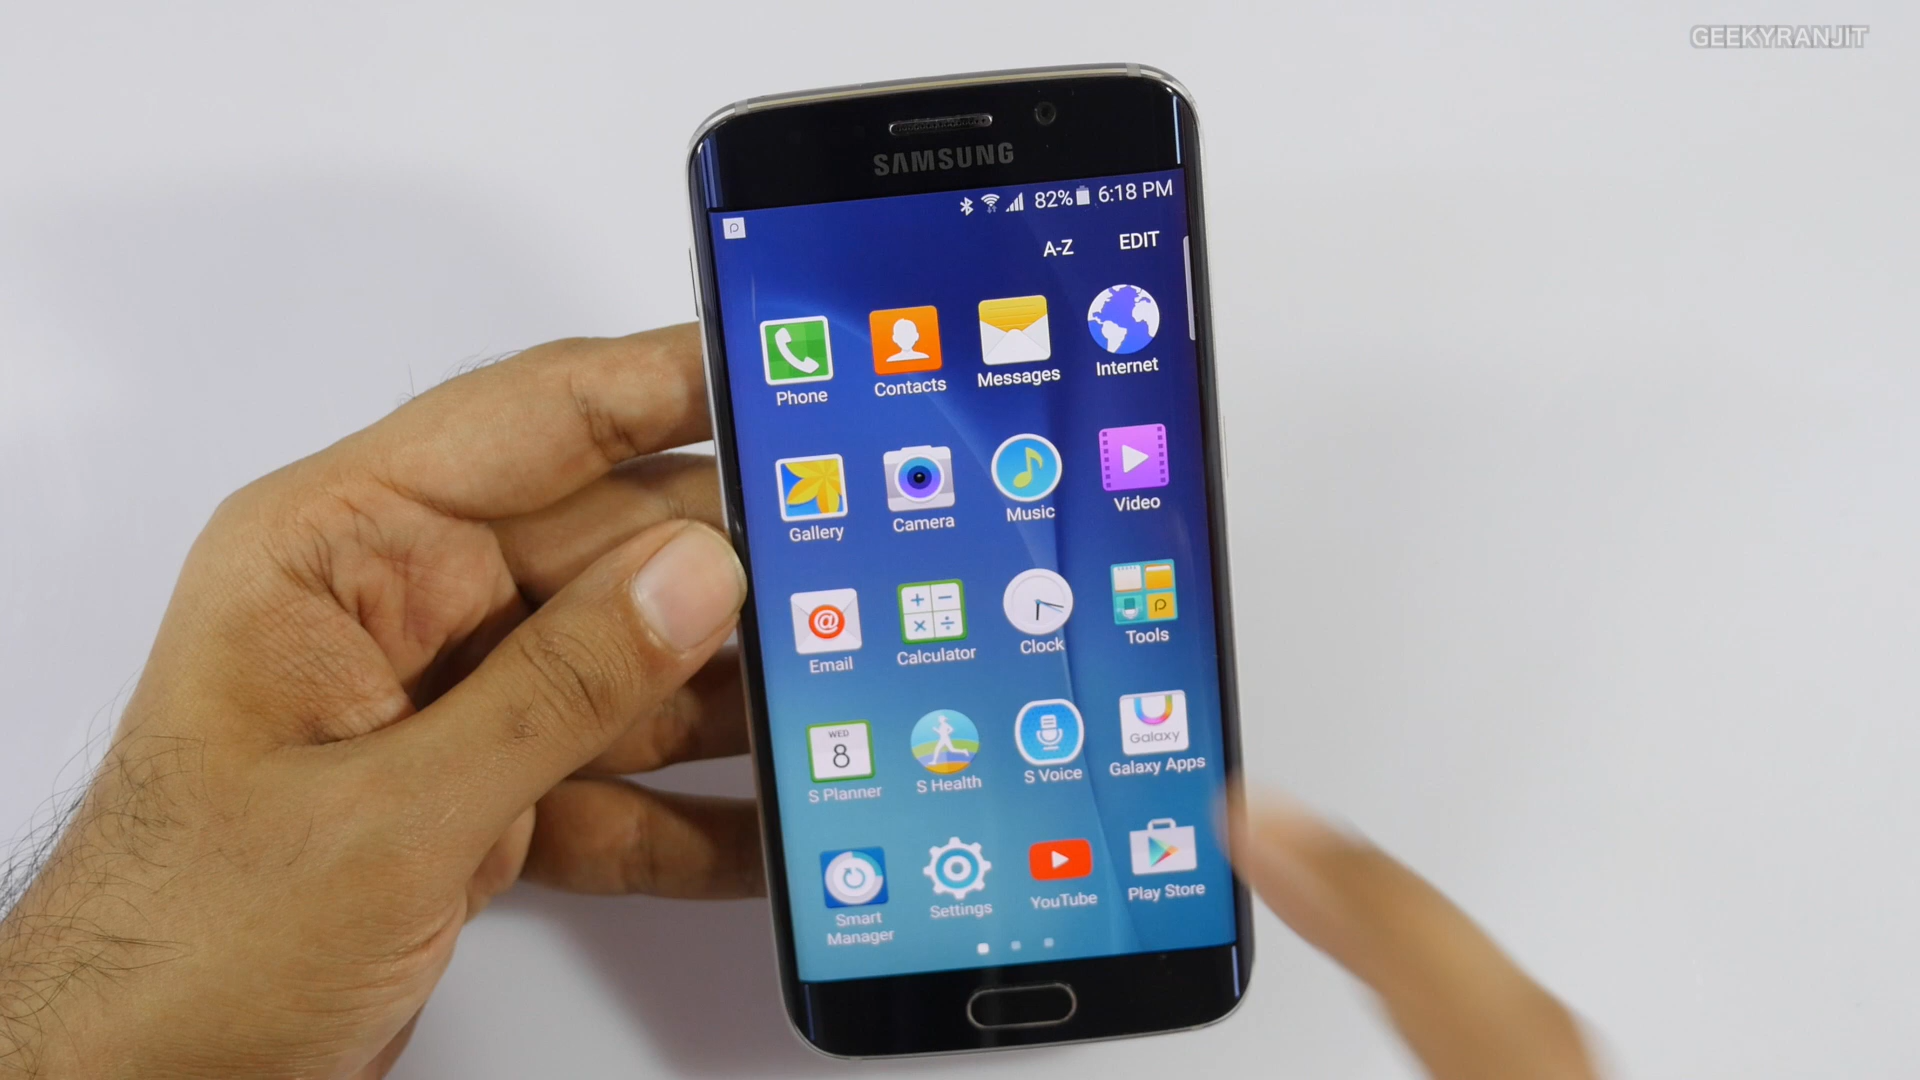 GEEKYRANJIT
SAMSUNG
82% 6:18 PM
A-Z EDIT
Phone Contacts Messages Internet
Gallery Camera Music Video
Email Calculator Clock Tools
WED
8
Galaxy
S Planner S Health S Voice Galaxy Apps
Smart
Manager
Settings YouTube Play Store